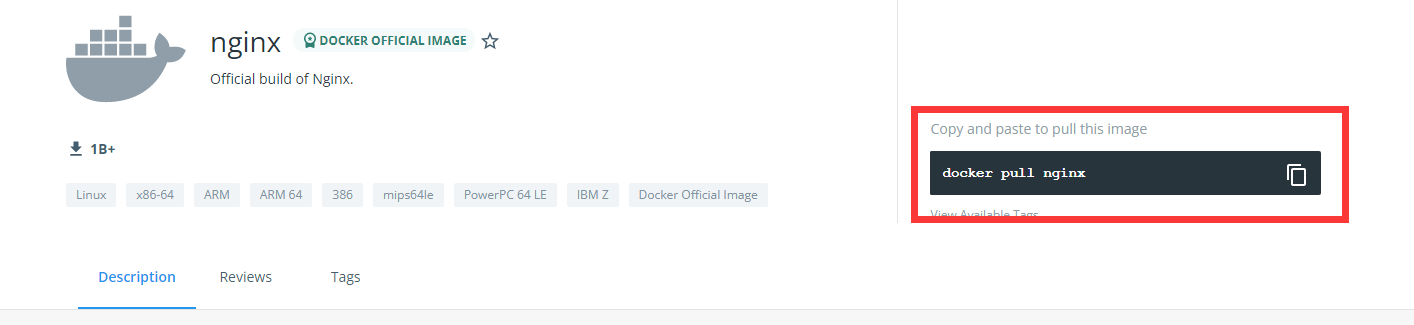 nginx
DOCKER OFFICIAL IMAGE
Official build of Nginx.
1B+
Linux
x86-64
ARM
ARM 64
386
mips64le
PowerPC 64 LE
IBM Z
Docker Official Image
Copy and paste to pull this image
docker pull nginx
View Available Tags
Description
Reviews
Tags